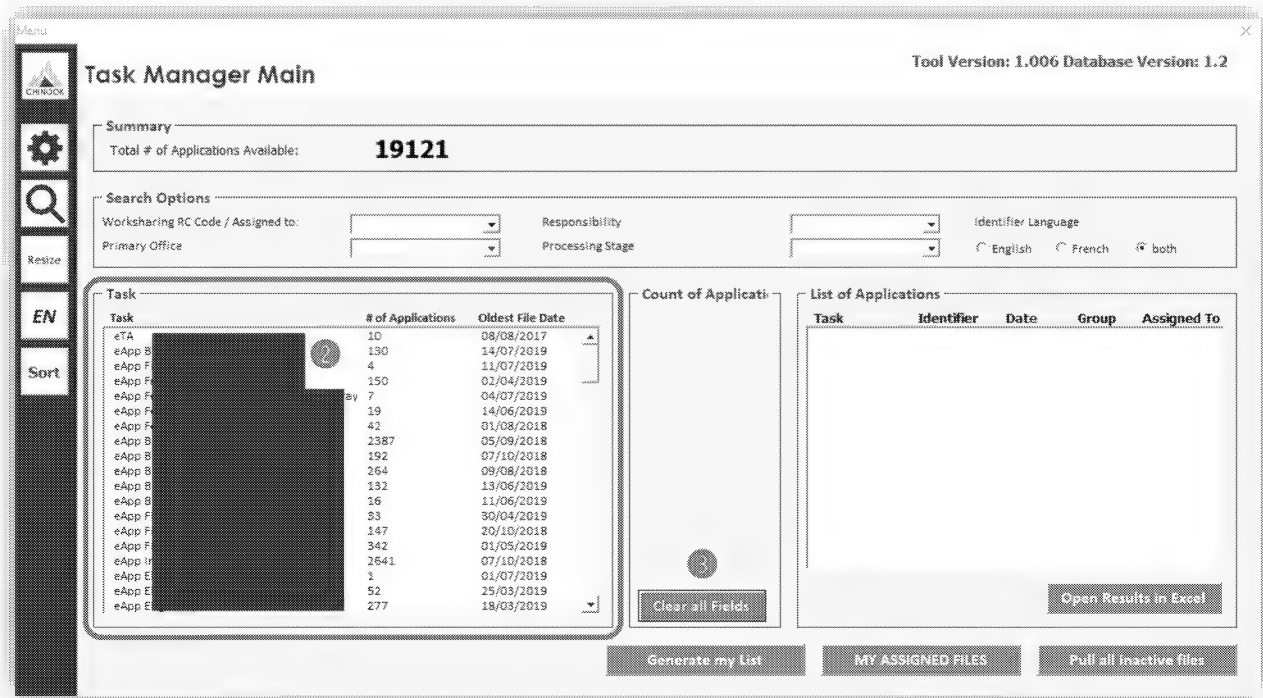 Menu
CHINOOK
Task Manager Main
Tool Version: 1.006 Database Version: 1.2
Summary
Total # of Applications Available: 19121
Search Options
Worksharing RC Code / Assigned to: Responsibility Identifier Language
Primary Office Processing Stage English French both
Resize
EN
Sort
Task
Task # of Applications Oldest File Date
eTA 10 08/08/2017
eApp B 130 14/07/2019
eApp F 4 11/07/2019
eApp F 150 02/04/2019
eApp F ay 7 04/07/2019
eApp F 19 14/06/2019
eApp F 42 01/08/2018
eApp B 2387 05/09/2018
eApp B 192 07/10/2018
eApp B 264 09/08/2018
eApp B 132 13/06/2019
eApp B 16 11/06/2019
eApp F 33 30/04/2019
eApp F 147 20/10/2018
eApp F 342 01/05/2019
eApp In 2641 07/10/2018
eApp E 1 01/07/2019
eApp E 52 25/03/2019
eApp E 277 18/03/2019
2
Count of Applicati
3
Clear all Fields
List of Applications
Task Identifier Date Group Assigned To
Open Results in Excel
Generate my List MY ASSIGNED FILES Pull all inactive files